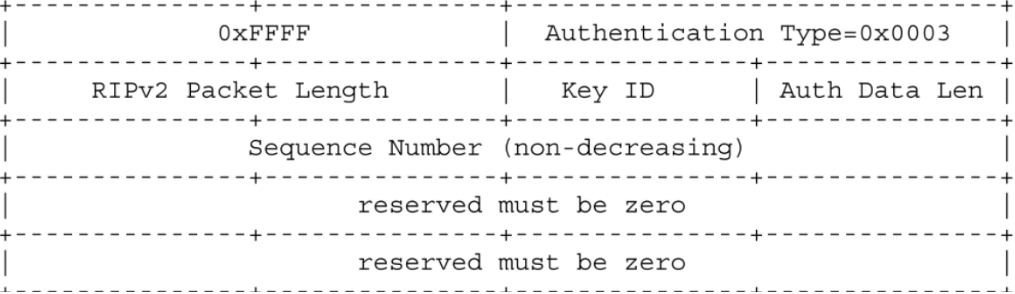 +---------------+---------------+---------------+---------------+
| 0xFFFF | Authentication Type=0x0003 |
+---------------+---------------+---------------+---------------+
| RIPv2 Packet Length | Key ID | Auth Data Len |
+---------------+---------------+---------------+---------------+
| Sequence Number (non-decreasing) |
+---------------+---------------+---------------+---------------+
| reserved must be zero |
+---------------+---------------+---------------+---------------+
| reserved must be zero |
+---------------+---------------+---------------+---------------+